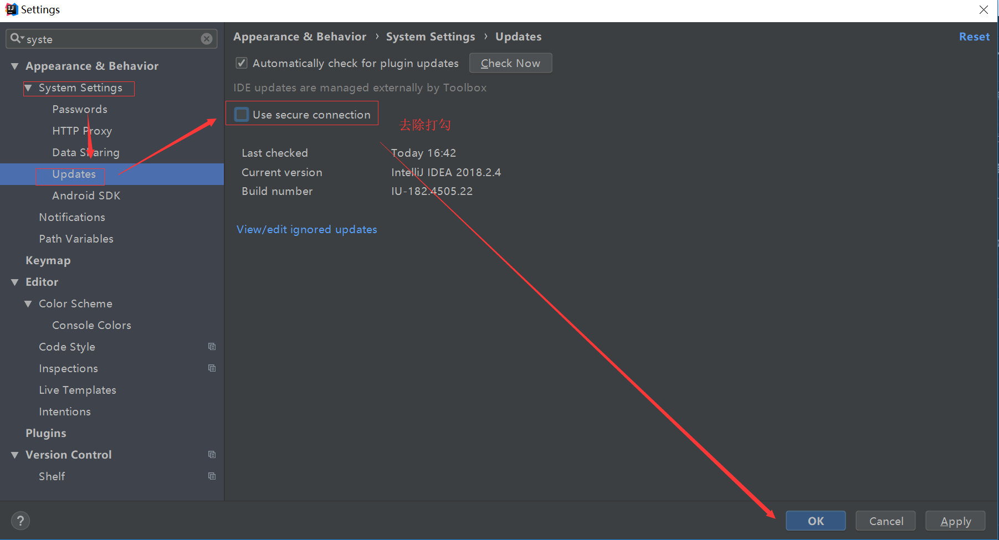 Settings
syste
Appearance & Behavior
System Settings
Passwords
HTTP Proxy
Data Sharing
Updates
Android SDK
Notifications
Path Variables
Keymap
Editor
Color Scheme
Console Colors
Code Style
Inspections
Live Templates
Intentions
Plugins
Version Control
Shelf
Appearance & Behavior › System Settings › Updates
Reset
Automatically check for plugin updates
Check Now
IDE updates are managed externally by Toolbox
Use secure connection
去除打勾
Last checked Today 16:42
Current version IntelliJ IDEA 2018.2.4
Build number IU-182.4505.22
View/edit ignored updates
?
OK
Cancel
Apply